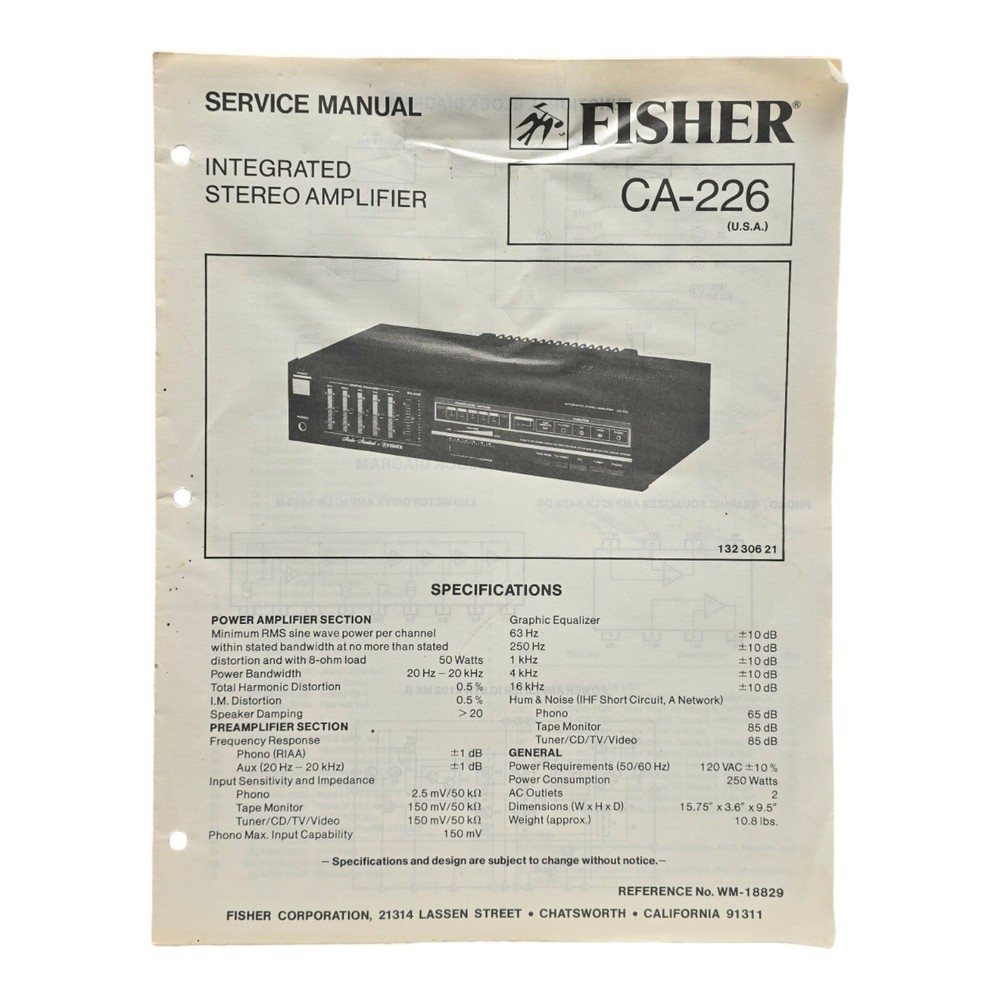 SERVICE MANUAL
FISHER®
INTEGRATED
STEREO AMPLIFIER
CA-226
(U.S.A.)
Studio-Standard by FISHER
132 306 21
SPECIFICATIONS
POWER AMPLIFIER SECTION
Minimum RMS sine wave power per channel
within stated bandwidth at no more than stated
distortion and with 8-ohm load 50 Watts
Power Bandwidth 20 Hz – 20 kHz
Total Harmonic Distortion 0.5 %
I.M. Distortion 0.5 %
Speaker Damping > 20
PREAMPLIFIER SECTION
Frequency Response
Phono (RIAA) ±1 dB
Aux (20 Hz – 20 kHz) ±1 dB
Input Sensitivity and Impedance
Phono 2.5 mV/50 kΩ
Tape Monitor 150 mV/50 kΩ
Tuner/CD/TV/Video 150 mV/50 kΩ
Phono Max. Input Capability 150 mV
Graphic Equalizer
63 Hz ±10 dB
250 Hz ±10 dB
1 kHz ±10 dB
4 kHz ±10 dB
16 kHz ±10 dB
Hum & Noise (IHF Short Circuit, A Network)
Phono 65 dB
Tape Monitor 85 dB
Tuner/CD/TV/Video 85 dB
GENERAL
Power Requirements (50/60 Hz) 120 VAC ±10 %
Power Consumption 250 Watts
AC Outlets 2
Dimensions (W x H x D) 15.75" x 3.6" x 9.5"
Weight (approx.) 10.8 lbs.
– Specifications and design are subject to change without notice. –
REFERENCE No. WM-18829
FISHER CORPORATION, 21314 LASSEN STREET • CHATSWORTH • CALIFORNIA 91311